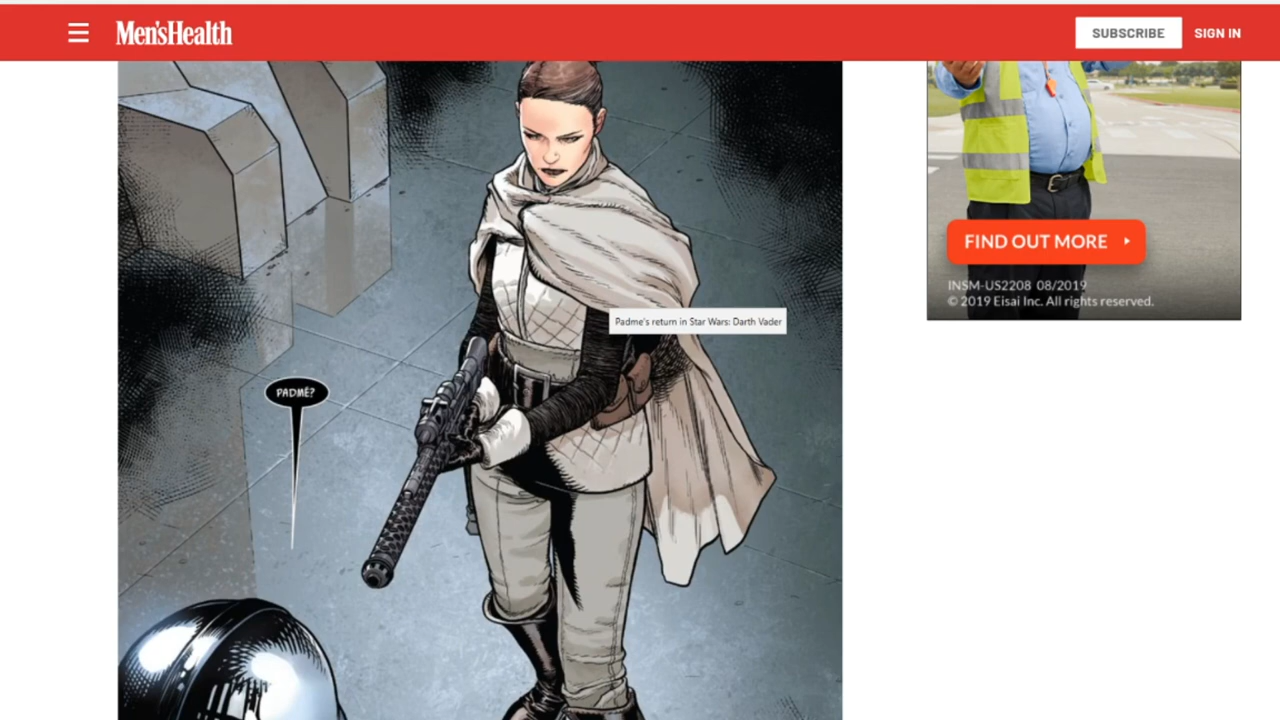 Men'sHealth
SUBSCRIBE
SIGN IN
PADMÉ?
Padme's return in Star Wars: Darth Vader
FIND OUT MORE
INSM-US2208 08/2019
© 2019 Eisai Inc. All rights reserved.